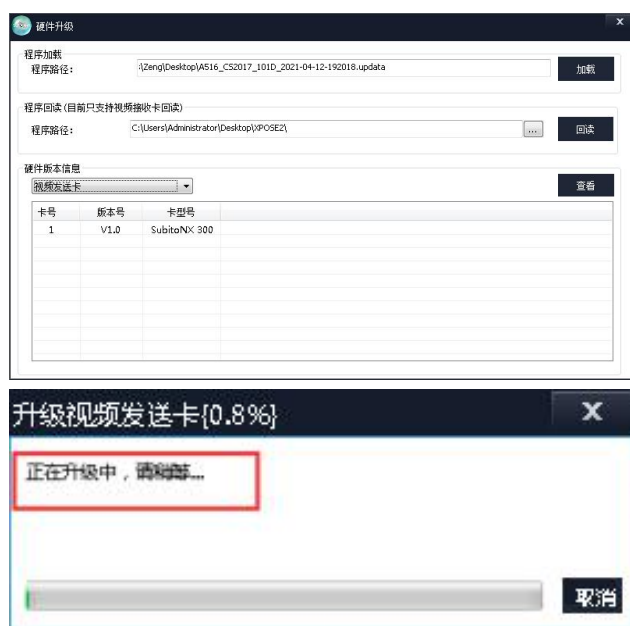 硬件升级
x
程序加载
程序路径:
:\Zeng\Desktop\A516_CS2017_101D_2021-04-12-192018.updata
加载
程序回读(目前只支持视频接收卡回读)
程序路径:
C:\Users\Administrator\Desktop\XPOSE2\
...
回读
硬件版本信息
视频发送卡
查看
卡号 版本号 卡型号
1 V1.0 SubitoNX 300
升级视频发送卡{0.8%}
x
正在升级中，请稍等...
取消